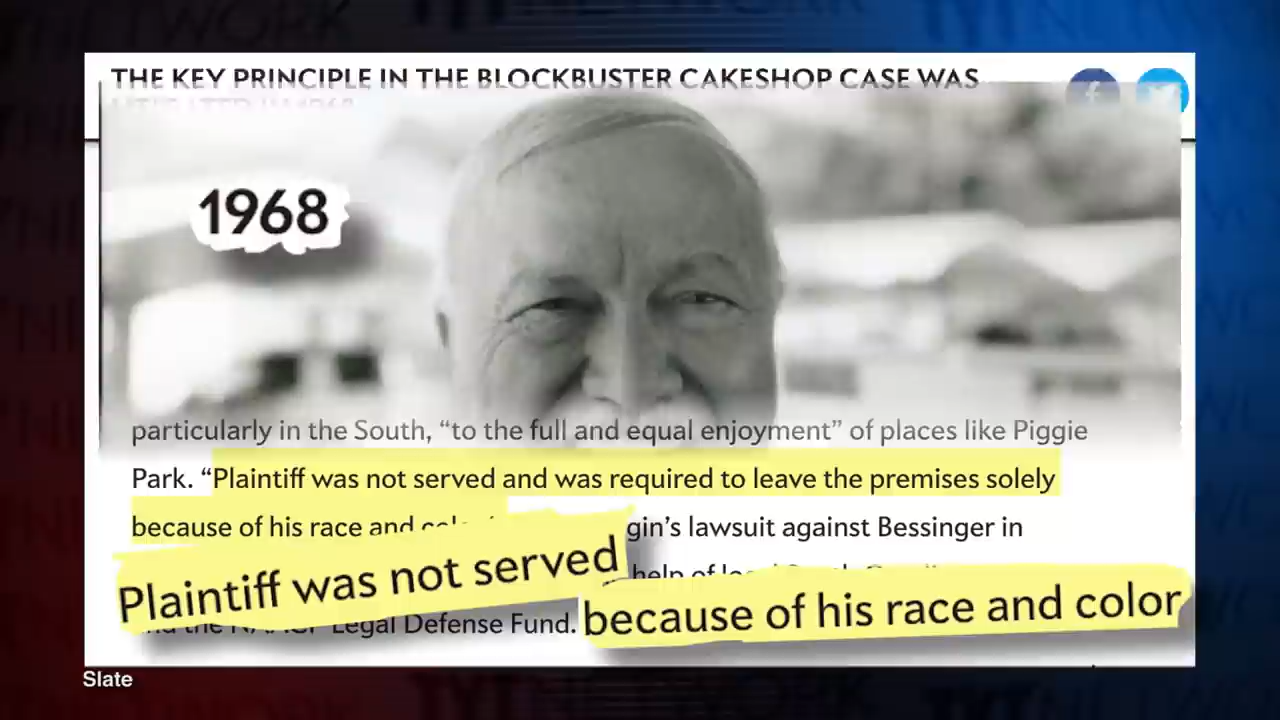 THE KEY PRINCIPLE IN THE BLOCKBUSTER CAKESHOP CASE WAS
1968
particularly in the South, “to the full and equal enjoyment” of places like Piggie
Park. “Plaintiff was not served and was required to leave the premises solely
because of his race and gin’s lawsuit against Bessinger in
Plaintiff was not served
help of
because of his race and color
the Legal Defense Fund.
Slate